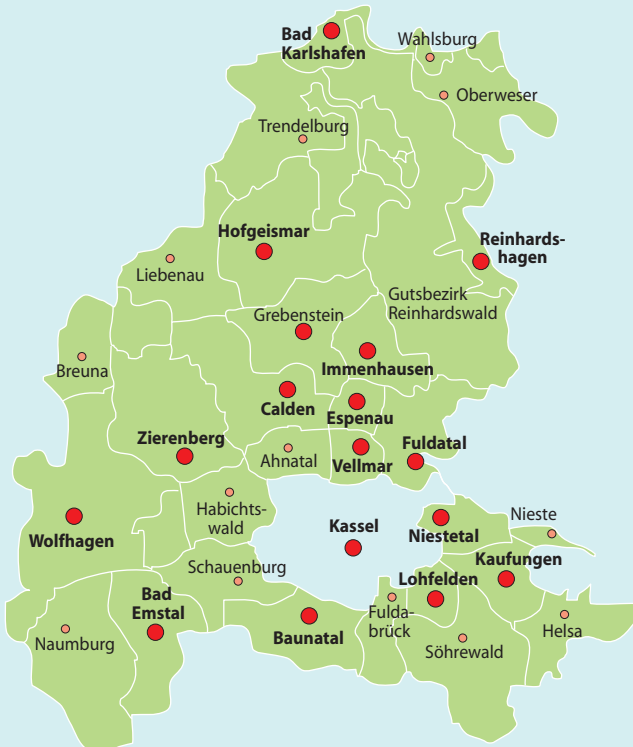 Bad
Karlshafen
Wahlsburg
Oberweser
Trendelburg
Hofgeismar
Reinhards-
hagen
Liebenau
Gutsbezirk
Reinhardswald
Grebenstein
Immenhausen
Breuna
Calden
Espenau
Zierenberg
Ahnatal
Vellmar
Fuldatal
Habichts-
wald
Wolfhagen
Kassel
Niestetal
Nieste
Schauenburg
Lohfelden
Kaufungen
Bad
Emstal
Baunatal
Fulda-
brück
Naumburg
Söhrewald
Helsa